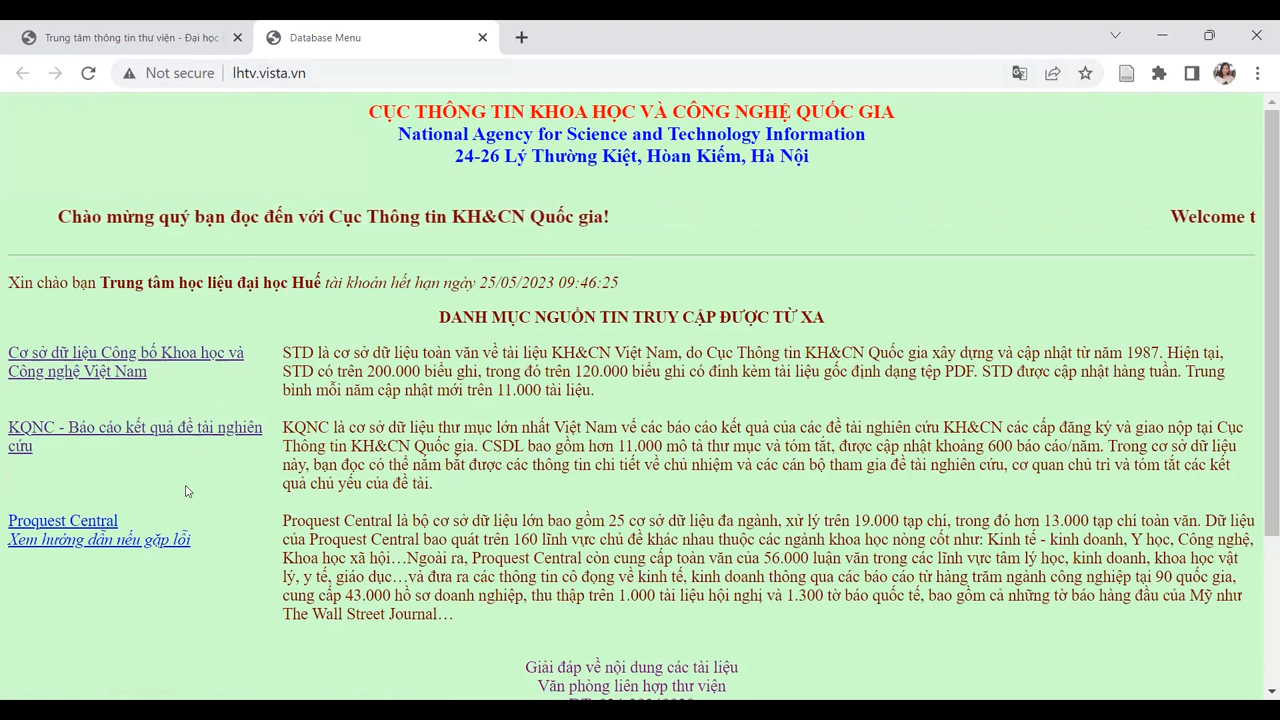 Trung tâm thông tin thư viện - Đại học
Database Menu
Not secure
lhtv.vista.vn
CỤC THÔNG TIN KHOA HỌC VÀ CÔNG NGHỆ QUỐC GIA
National Agency for Science and Technology Information
24-26 Lý Thường Kiệt, Hòan Kiếm, Hà Nội
Chào mừng quý bạn đọc đến với Cục Thông tin KH&CN Quốc gia! Welcome t
Xin chào bạn Trung tâm học liệu đại học Huế tài khoản hết hạn ngày 25/05/2023 09:46:25
DANH MỤC NGUỒN TIN TRUY CẬP ĐƯỢC TỪ XA
Cơ sở dữ liệu Công bố Khoa học và
Công nghệ Việt Nam
STD là cơ sở dữ liệu toàn văn về tài liệu KH&CN Việt Nam, do Cục Thông tin KH&CN Quốc gia xây dựng và cập nhật từ năm 1987. Hiện tại,
STD có trên 200.000 biểu ghi, trong đó trên 120.000 biểu ghi có đính kèm tài liệu gốc định dạng tệp PDF. STD được cập nhật hàng tuần. Trung
bình mỗi năm cập nhật mới trên 11.000 tài liệu.
KQNC - Báo cáo kết quả đề tài nghiên
cứu
KQNC là cơ sở dữ liệu thư mục lớn nhất Việt Nam về các báo cáo kết quả của các đề tài nghiên cứu KH&CN các cấp đăng ký và giao nộp tại Cục
Thông tin KH&CN Quốc gia. CSDL bao gồm hơn 11.000 mô tả thư mục và tóm tắt, được cập nhật khoảng 600 báo cáo/năm. Trong cơ sở dữ liệu
này, bạn đọc có thể nắm bắt được các thông tin chi tiết về chủ nhiệm và các cán bộ tham gia đề tài nghiên cứu, cơ quan chủ trì và tóm tắt các kết
quả chủ yếu của đề tài.
Proquest Central
Xem hướng dẫn nếu gặp lỗi
Proquest Central là bộ cơ sở dữ liệu lớn bao gồm 25 cơ sở dữ liệu đa ngành, xử lý trên 19.000 tạp chí, trong đó hơn 13.000 tạp chí toàn văn. Dữ liệu
của Proquest Central bao quát trên 160 lĩnh vực chủ đề khác nhau thuộc các ngành khoa học nòng cốt như: Kinh tế - kinh doanh, Y học, Công nghệ,
Khoa học xã hội…Ngoài ra, Proquest Central còn cung cấp toàn văn của 56.000 luận văn trong các lĩnh vực tâm lý học, kinh doanh, khoa học vật
lý, y tế, giáo dục…và đưa ra các thông tin cô đọng về kinh tế, kinh doanh thông qua các báo cáo từ hàng trăm ngành công nghiệp tại 90 quốc gia,
cung cấp 43.000 hồ sơ doanh nghiệp, thu thập trên 1.000 tài liệu hội nghị và 1.300 tờ báo quốc tế, bao gồm cả những tờ báo hàng đầu của Mỹ như
The Wall Street Journal…
Giải đáp về nội dung các tài liệu
Văn phòng liên hợp thư viện